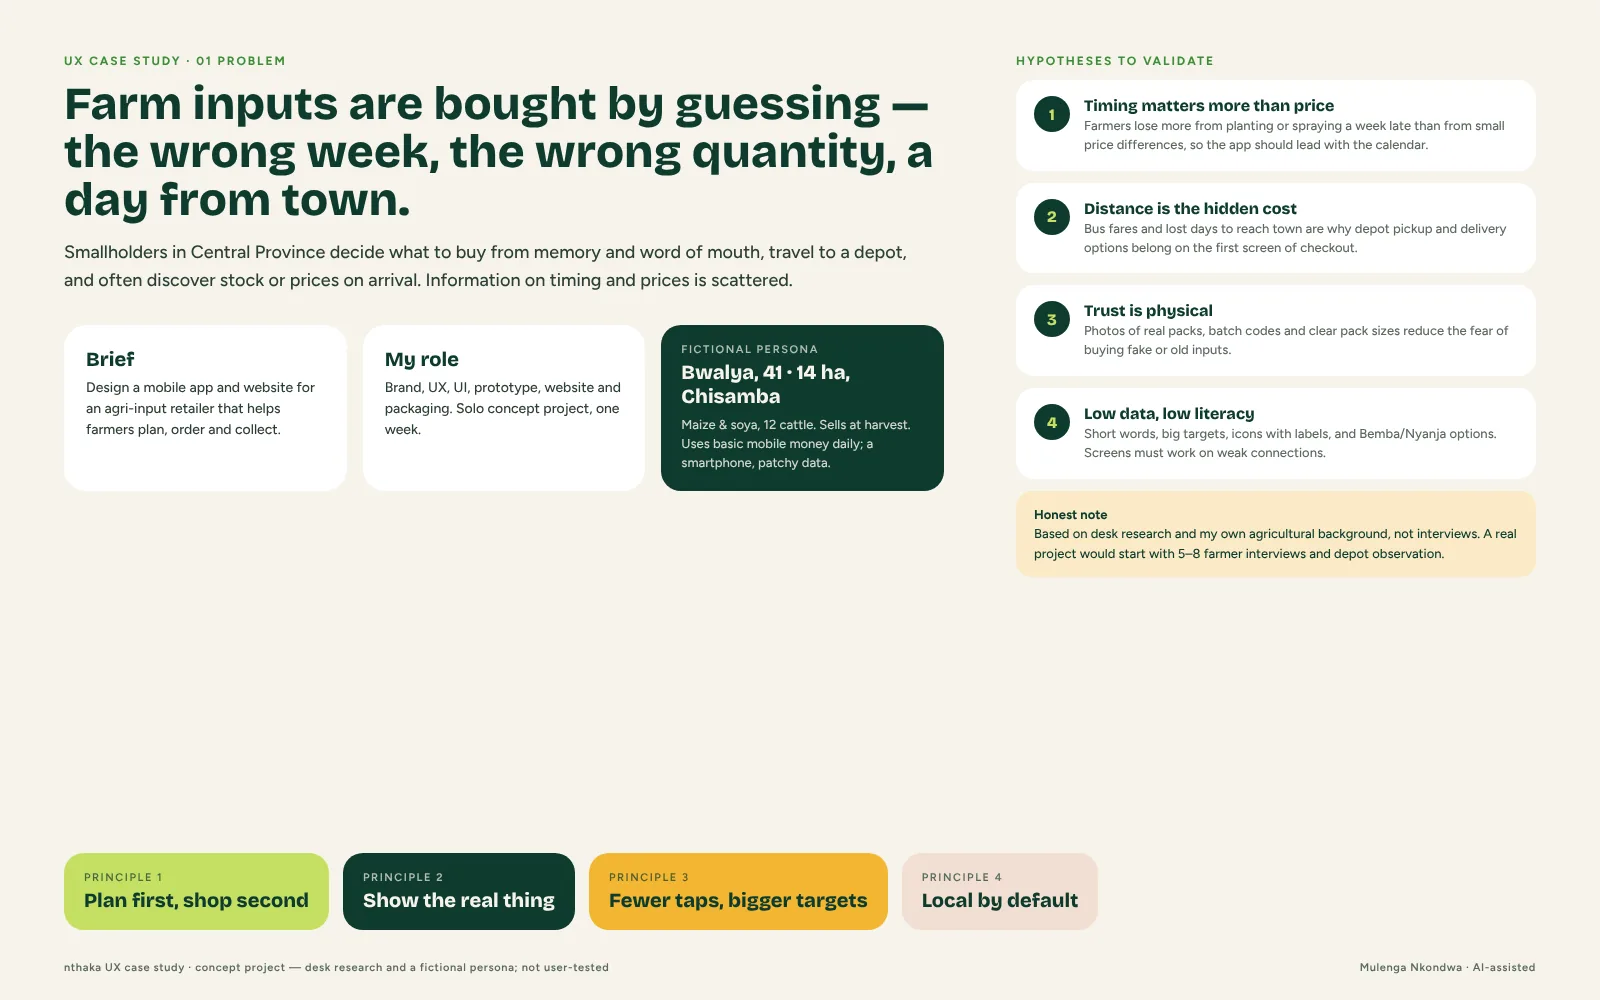 UX CASE STUDY · 01 PROBLEM
Farm inputs are bought by guessing —
the wrong week, the wrong quantity, a
day from town.
Smallholders in Central Province decide what to buy from memory and word of mouth, travel to a depot,
and often discover stock or prices on arrival. Information on timing and prices is scattered.
Brief
Design a mobile app and website for
an agri-input retailer that helps
farmers plan, order and collect.
My role
Brand, UX, UI, prototype, website and
packaging. Solo concept project, one
week.
FICTIONAL PERSONA
Bwalya, 41 · 14 ha,
Chisamba
Maize & soya, 12 cattle. Sells at harvest.
Uses basic mobile money daily; a
smartphone, patchy data.
HYPOTHESES TO VALIDATE
1
Timing matters more than price
Farmers lose more from planting or spraying a week late than from small
price differences, so the app should lead with the calendar.
2
Distance is the hidden cost
Bus fares and lost days to reach town are why depot pickup and delivery
options belong on the first screen of checkout.
3
Trust is physical
Photos of real packs, batch codes and clear pack sizes reduce the fear of
buying fake or old inputs.
4
Low data, low literacy
Short words, big targets, icons with labels, and Bemba/Nyanja options.
Screens must work on weak connections.
Honest note
Based on desk research and my own agricultural background, not interviews. A real
project would start with 5–8 farmer interviews and depot observation.
PRINCIPLE 1
Plan first, shop second
PRINCIPLE 2
Show the real thing
PRINCIPLE 3
Fewer taps, bigger targets
PRINCIPLE 4
Local by default
nthaka UX case study · concept project — desk research and a fictional persona; not user-tested
Mulenga Nkondwa · AI-assisted